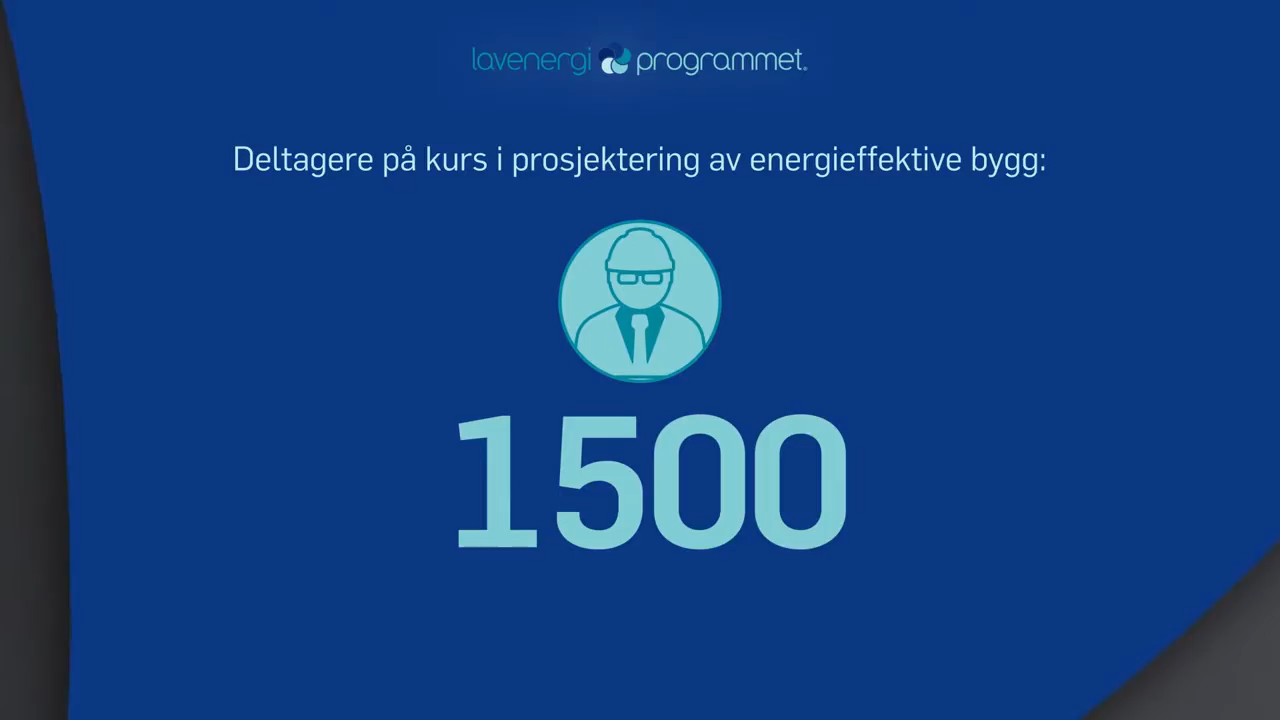 lavenergi programmet.
Deltagere på kurs i prosjektering av energieffektive bygg:
1500